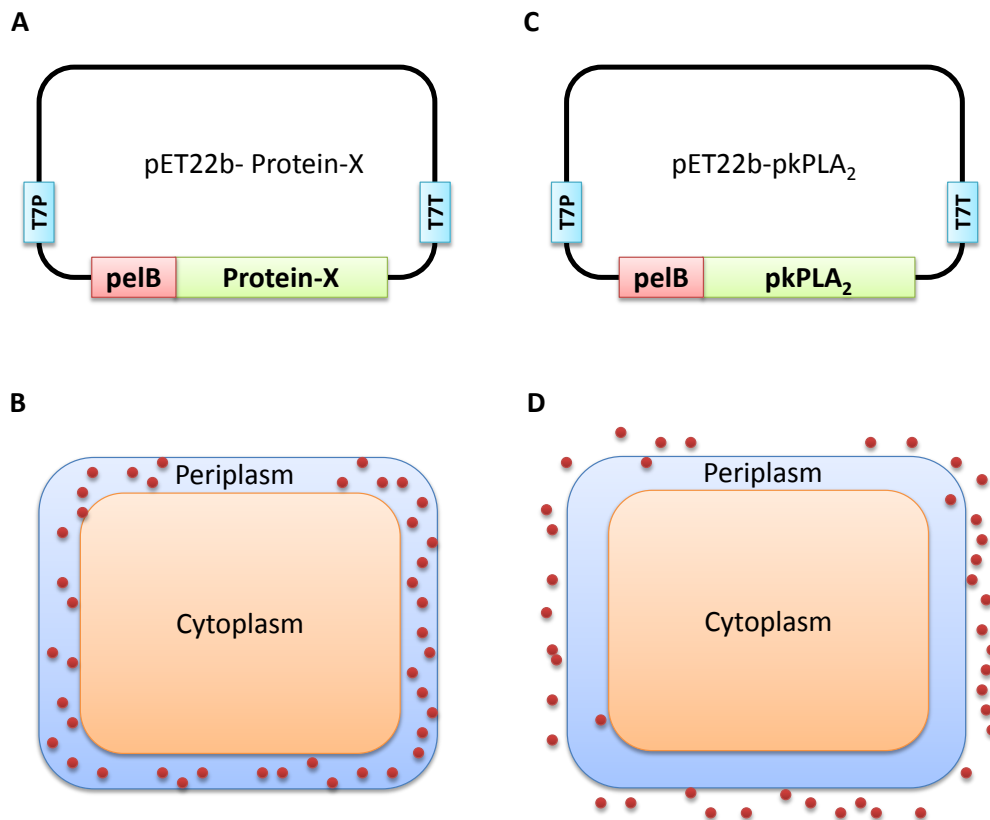 A
pET22b- Protein-X
T7P
T7T
pelB
Protein-X
C
pET22b-pkPLA₂
T7P
T7T
pelB
pkPLA₂
B
Periplasm
Cytoplasm
D
Periplasm
Cytoplasm